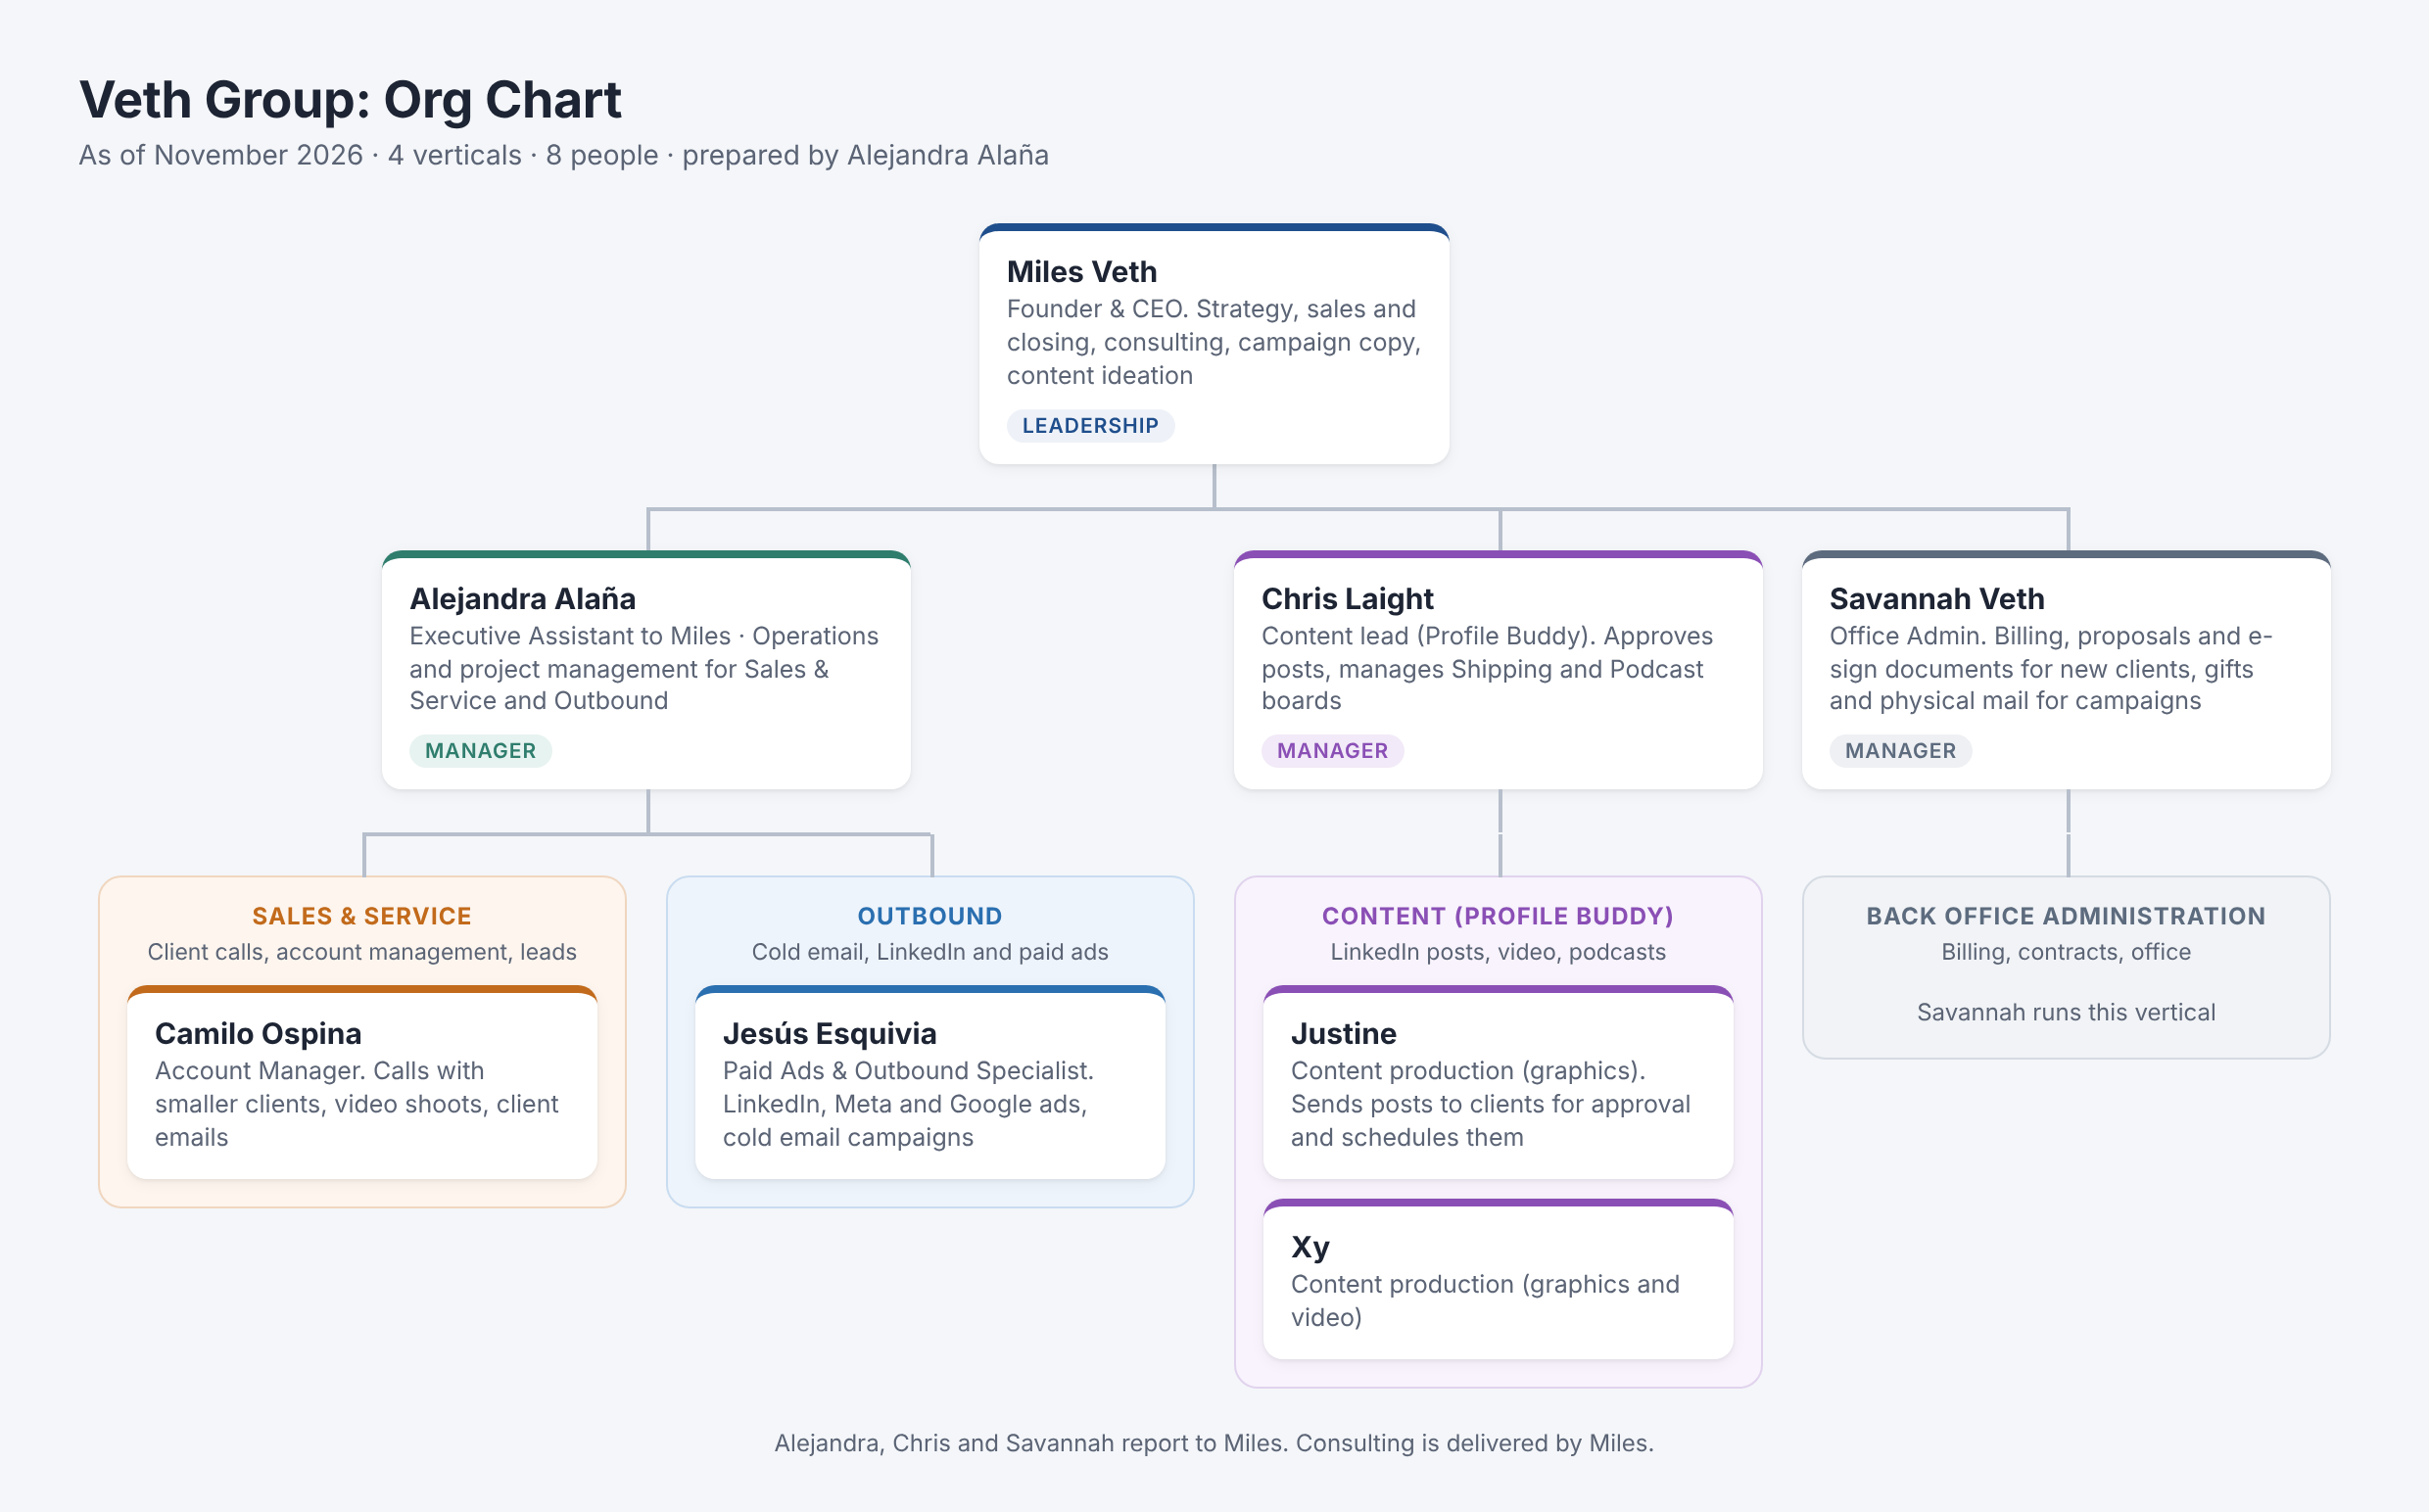 Veth Group: Org Chart
As of November 2026 · 4 verticals · 8 people · prepared by Alejandra Alaña
Miles Veth
Founder & CEO. Strategy, sales and
closing, consulting, campaign copy,
content ideation
LEADERSHIP
Alejandra Alaña
Executive Assistant to Miles · Operations
and project management for Sales &
Service and Outbound
MANAGER
Chris Laight
Content lead (Profile Buddy). Approves
posts, manages Shipping and Podcast
boards
MANAGER
Savannah Veth
Office Admin. Billing, proposals and e-
sign documents for new clients, gifts
and physical mail for campaigns
MANAGER
SALES & SERVICE
Client calls, account management, leads
Camilo Ospina
Account Manager. Calls with
smaller clients, video shoots, client
emails
OUTBOUND
Cold email, LinkedIn and paid ads
Jesús Esquivia
Paid Ads & Outbound Specialist.
LinkedIn, Meta and Google ads,
cold email campaigns
CONTENT (PROFILE BUDDY)
LinkedIn posts, video, podcasts
Justine
Content production (graphics).
Sends posts to clients for approval
and schedules them
Xy
Content production (graphics and
video)
BACK OFFICE ADMINISTRATION
Billing, contracts, office
Savannah runs this vertical
Alejandra, Chris and Savannah report to Miles. Consulting is delivered by Miles.